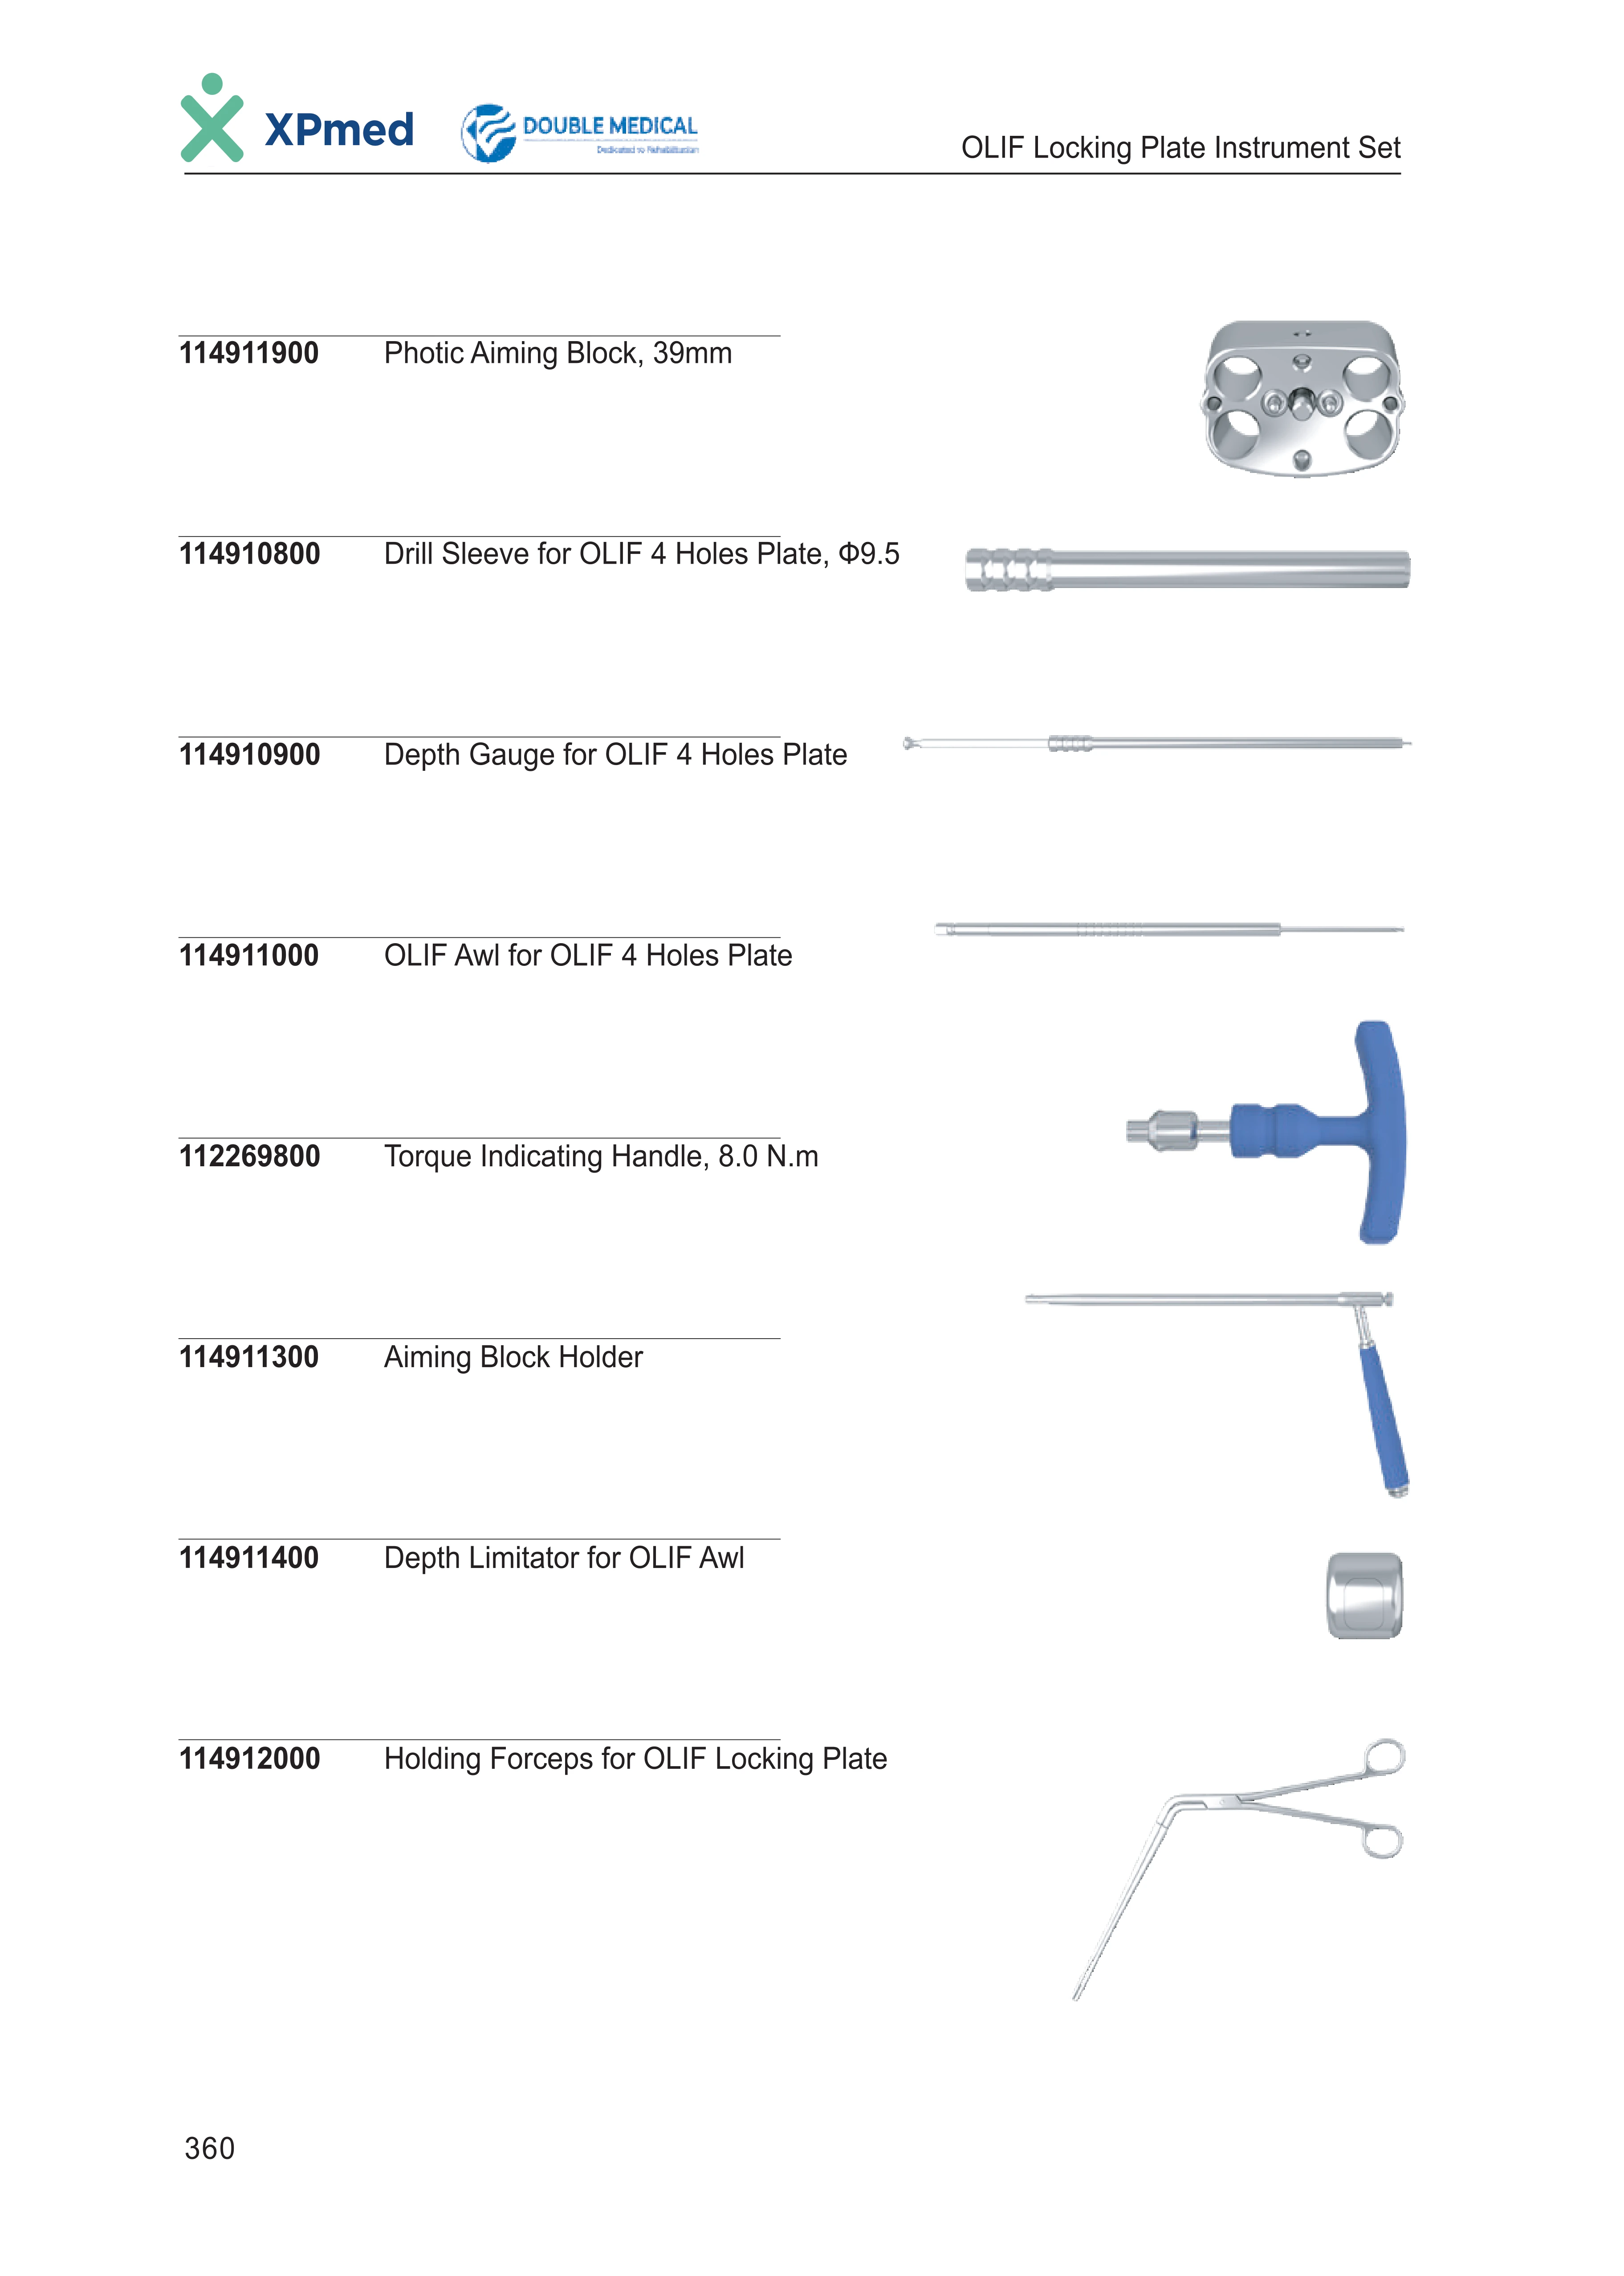 XPmed
DOUBLE MEDICAL
Dedicated to Rehabilitation
OLIF Locking Plate Instrument Set
114911900 Photic Aiming Block, 39mm
114910800 Drill Sleeve for OLIF 4 Holes Plate, Φ9.5
114910900 Depth Gauge for OLIF 4 Holes Plate
114911000 OLIF Awl for OLIF 4 Holes Plate
112269800 Torque Indicating Handle, 8.0 N.m
114911300 Aiming Block Holder
114911400 Depth Limitator for OLIF Awl
114912000 Holding Forceps for OLIF Locking Plate
360